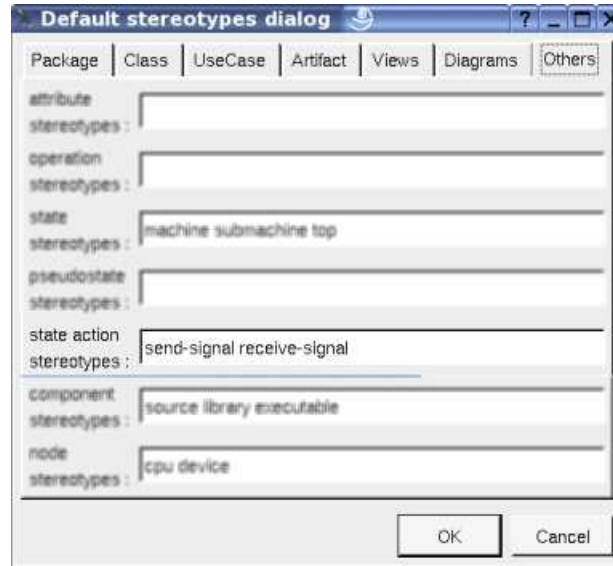 Default stereotypes dialog
Package Class UseCase Artifact Views Diagrams Others
attribute
stereotypes :
operation
stereotypes :
state
stereotypes : machine submachine top
pseudostate
stereotypes :
state action
stereotypes : send-signal receive-signal
component
stereotypes : source library executable
node
stereotypes : cpu device
OK Cancel